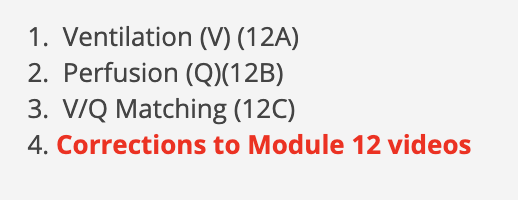 1. Ventilation (V) (12A)
2. Perfusion (Q)(12B)
3. V/Q Matching (12C)
4. Corrections to Module 12 videos